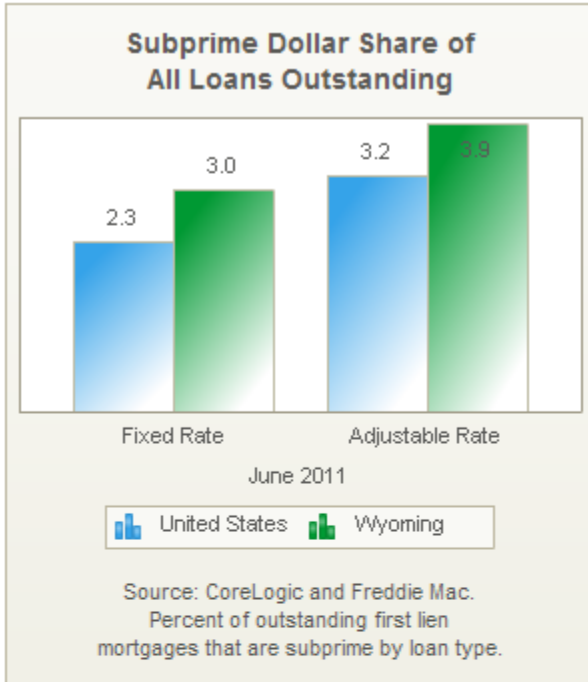 Subprime Dollar Share of
All Loans Outstanding
2.3
3.0
3.2
3.9
Fixed Rate
Adjustable Rate
June 2011
United States
Wyoming
Source: CoreLogic and Freddie Mac.
Percent of outstanding first lien
mortgages that are subprime by loan type.